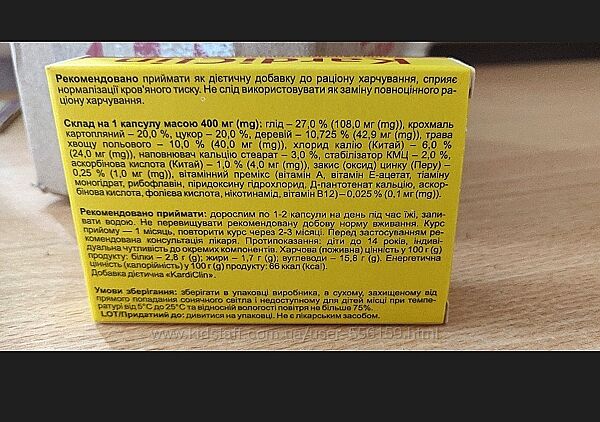 KardiClin
Рекомендовано приймати як дієтичну добавку до раціону харчування, сприяє
нормалізації кров'яного тиску. Не слід використовувати як заміну повноцінного ра-
ціону харчування.
Склад на 1 капсулу масою 400 мг (mg): глід – 27,0 % (108,0 мг (mg)), крохмаль
картопляний – 20,0 %, цукор – 20,0 %, деревій – 10,725 % (42,9 мг (mg)), трава
хвощу польового – 10,0 % (40,0 мг (mg)), хлорид калію (Китай) – 6,0 %
(24,0 мг (mg)), наповнювач кальцію стеарат – 3,0 %, стабілізатор КМЦ – 2,0 %,
аскорбінова кислота (Китай) – 1,0 % (4,0 мг (mg)), закис (оксид) цинку (Перу) –
0,25 % (1,0 мг (mg)), вітамінний премікс (вітамін А, вітамін Е-ацетат, тіаміну
моногідрат, рибофлавін, піридоксину гідрохлорид, Д-пантотенат кальцію, аскор-
бінова кислота, фолієва кислота, нікотинамід, вітамін В12) – 0,025 % (0,1 мг (mg)).
Рекомендовано приймати: дорослим по 1-2 капсули на день під час їжі, запи-
вати водою. Не перевищувати рекомендовану добову норму вживання. Курс
прийому – 1 місяць, повторити курс через 2-3 місяці. Перед застосуванням ре-
комендована консультація лікаря. Протипоказання: діти до 14 років, індиві-
дуальна чутливість до окремих компонентів. Харчова (поживна) цінність у 100 г (g)
продукту: білки – 2,8 г (g), жири – 1,7 г (g), вуглеводи – 15,8 г (g). Енергетична
цінність (калорійність) у 100 г (g) продукту: 66 ккал (kcal).
Добавка дієтична «KardiClin».
Умови зберігання: зберігати в упаковці виробника, в сухому, захищеному від
прямого попадання сонячного світла і недоступному для дітей місці при темпе-
ратурі від 5°С до 25°С та відносній вологості повітря не більше 75%.
LOT/Придатний до: дивитися на упаковці. Не є лікарським засобом.